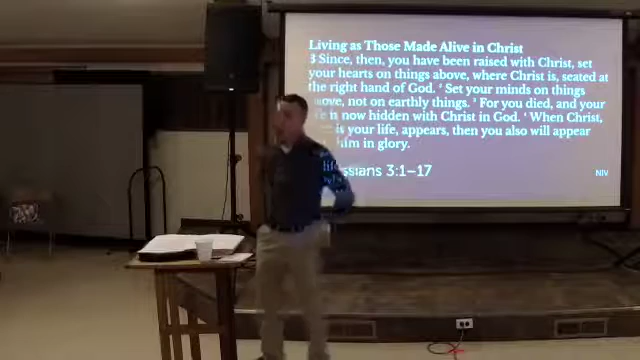 Living as Those Made Alive in Christ
3 Since, then, you have been raised with Christ, set
your hearts on things above, where Christ is, seated at
the right hand of God. ² Set your minds on things
above, not on earthly things. ³ For you died, and your
life is now hidden with Christ in God. ⁴ When Christ,
is your life, appears, then you also will appear
him in glory.
ssians 3:1–17
NIV